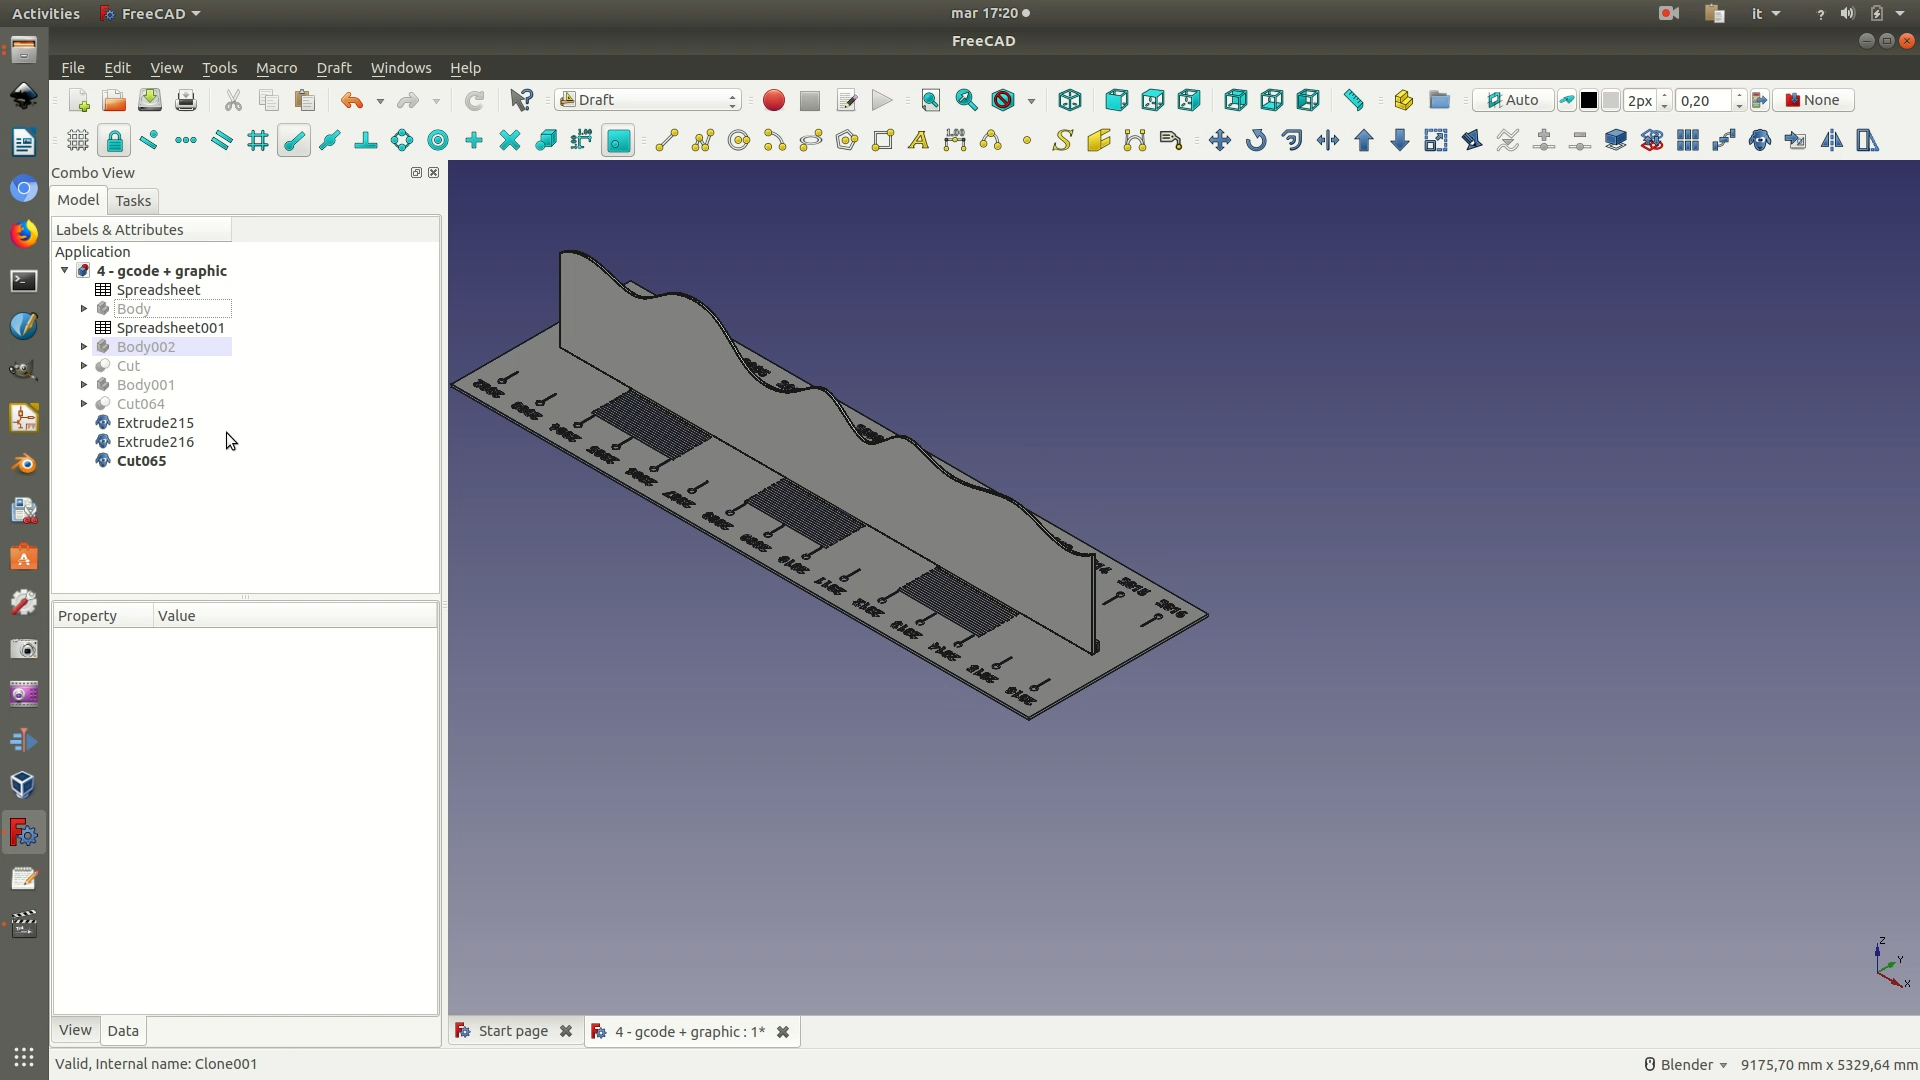 Activities FreeCAD mar 17:20 it ?
FreeCAD
File Edit View Tools Macro Draft Windows Help
Draft Auto 2px 0,20 None
Combo View
Model Tasks
Labels & Attributes
Application
4 - gcode + graphic
Spreadsheet
Body
Spreadsheet001
Body002
Cut
Body001
Cut064
Extrude215
Extrude216
Cut065
Property Value
View Data
Start page 4 - gcode + graphic : 1*
Valid, Internal name: Clone001 Blender 9175,70 mm x 5329,64 mm
Z
Y
X